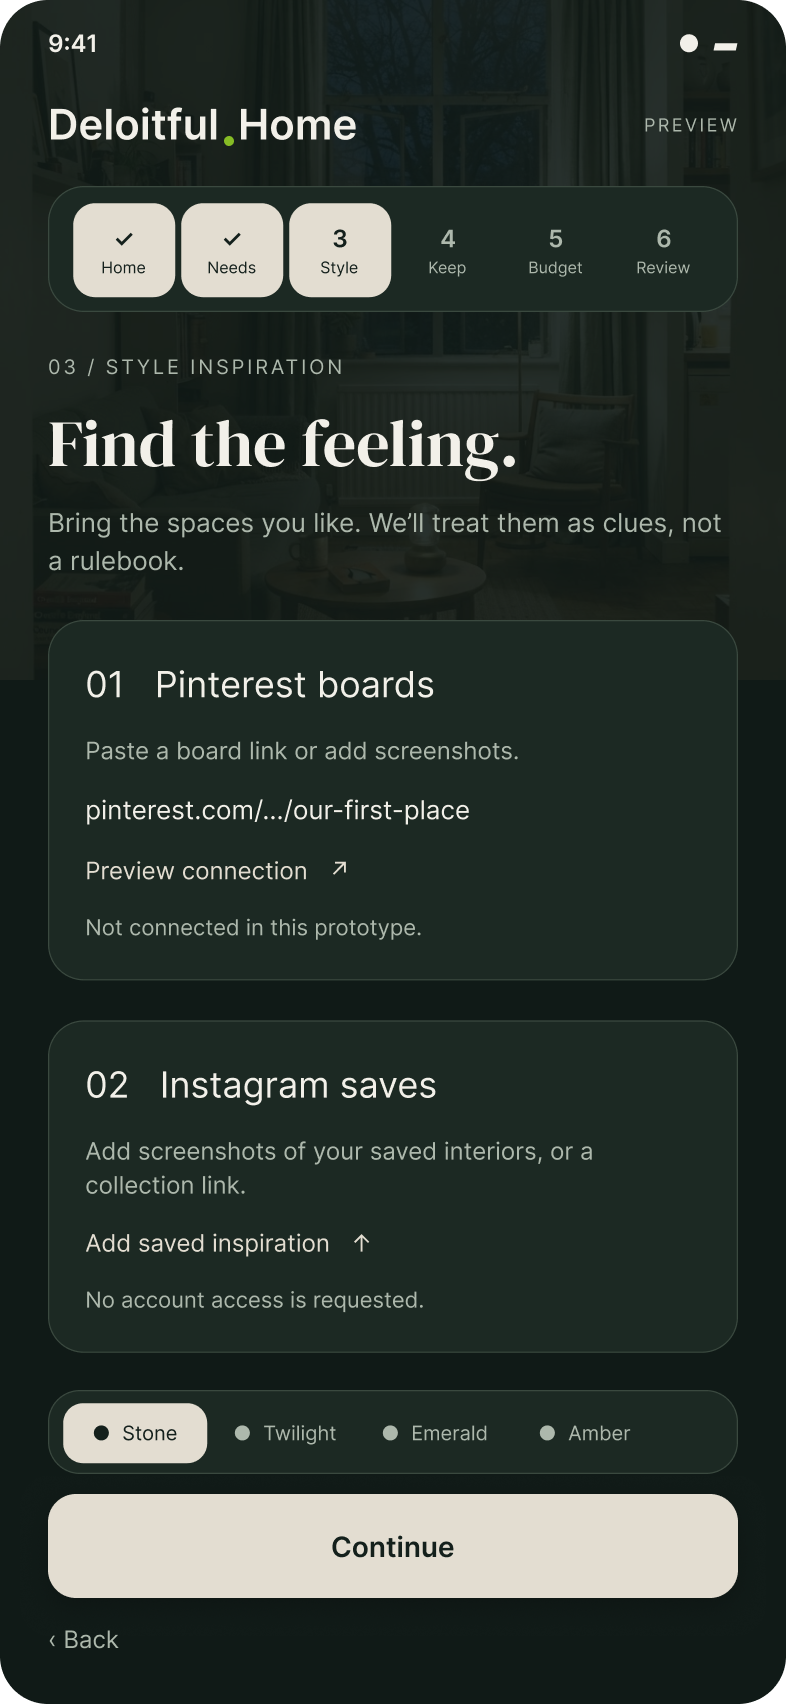 9:41
Deloitful.Home
PREVIEW
✓ ✓ 3 4 5 6
Home Needs Style Keep Budget Review
03 / STYLE INSPIRATION
Find the feeling.
Bring the spaces you like. We’ll treat them as clues, not
a rulebook.
01 Pinterest boards
Paste a board link or add screenshots.
pinterest.com/.../our-first-place
Preview connection ↗
Not connected in this prototype.
02 Instagram saves
Add screenshots of your saved interiors, or a
collection link.
Add saved inspiration ↑
No account access is requested.
Stone Twilight Emerald Amber
Continue
‹ Back